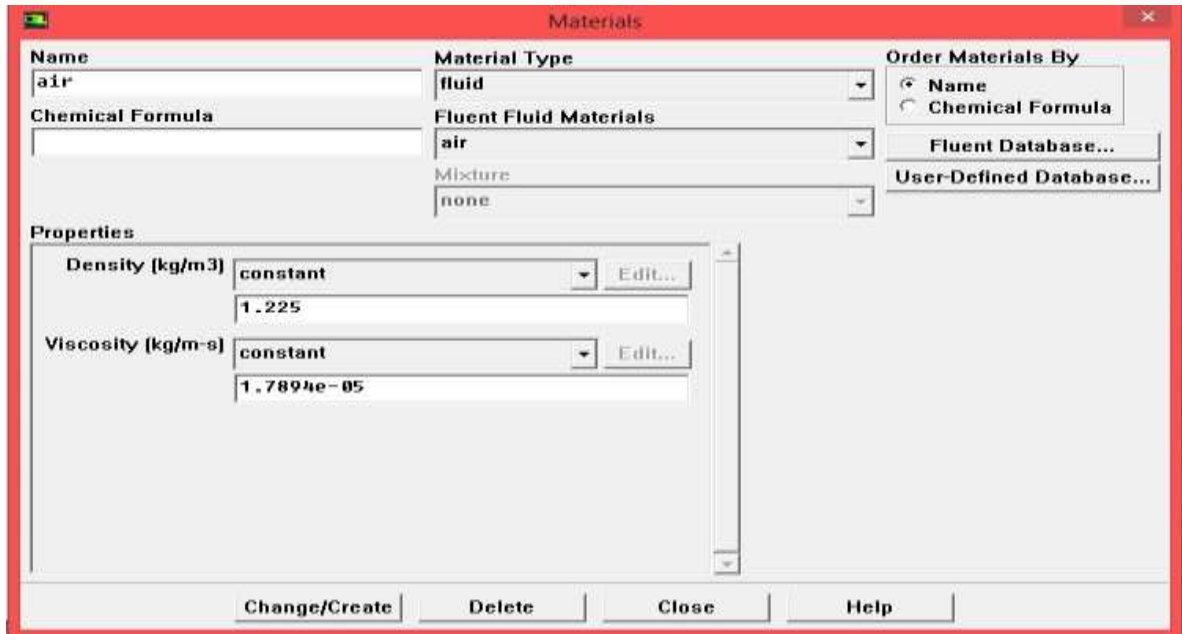 Materials
Name
air
Material Type
fluid
Order Materials By
Name
Chemical Formula
Chemical Formula
Fluent Fluid Materials
air
Fluent Database...
Mixture
none
User-Defined Database...
Properties
Density (kg/m3) constant Edit...
1.225
Viscosity (kg/m-s) constant Edit...
1.7894e-05
Change/Create Delete Close Help